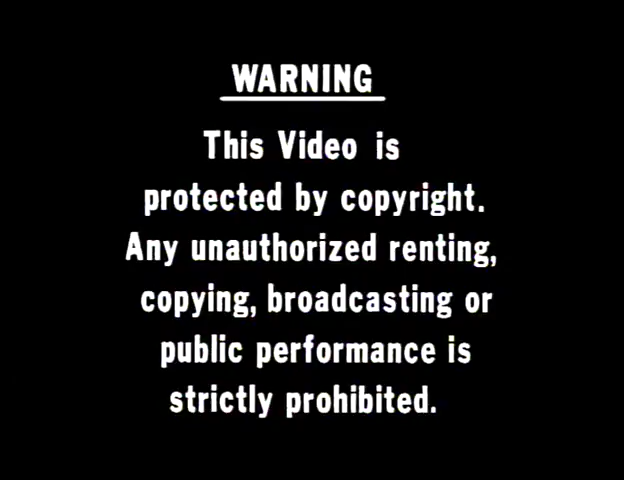 WARNING
This Video is
protected by copyright.
Any unauthorized renting,
copying, broadcasting or
public performance is
strictly prohibited.